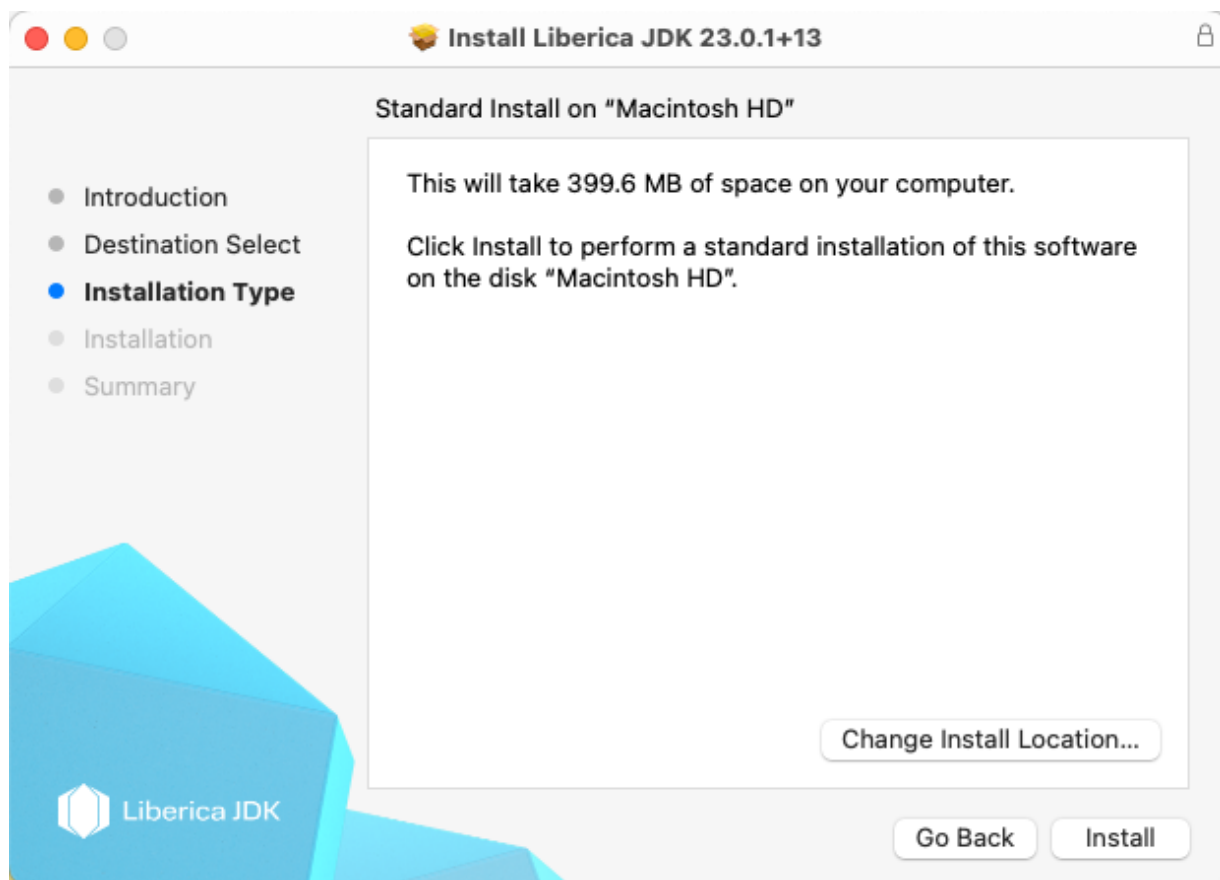 Install Liberica JDK 23.0.1+13
Standard Install on “Macintosh HD”
Introduction
Destination Select
Installation Type
Installation
Summary
This will take 399.6 MB of space on your computer.
Click Install to perform a standard installation of this software
on the disk “Macintosh HD”.
Change Install Location...
Liberica JDK
Go Back
Install